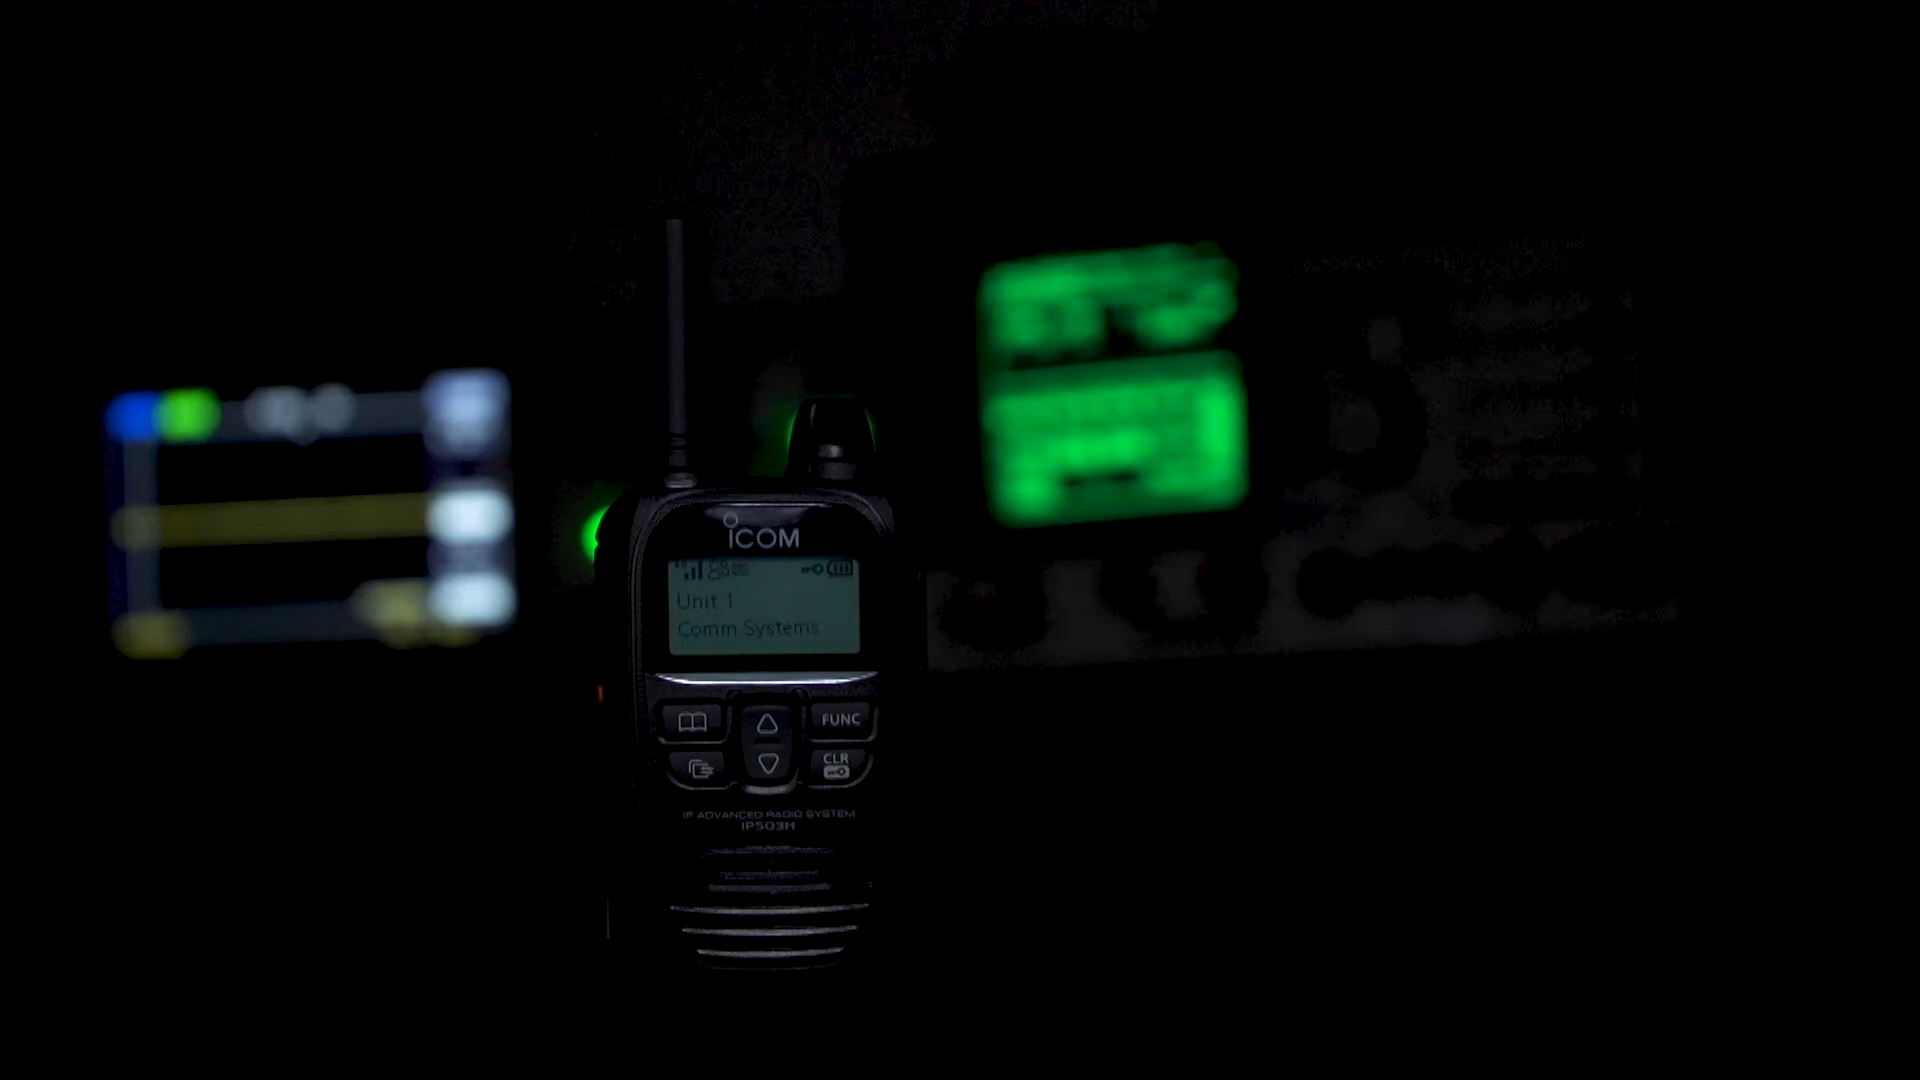 ICOM
Unit 1
Comm Systems
FUNC
CLR
IP ADVANCED RADIO SYSTEM
IP503H